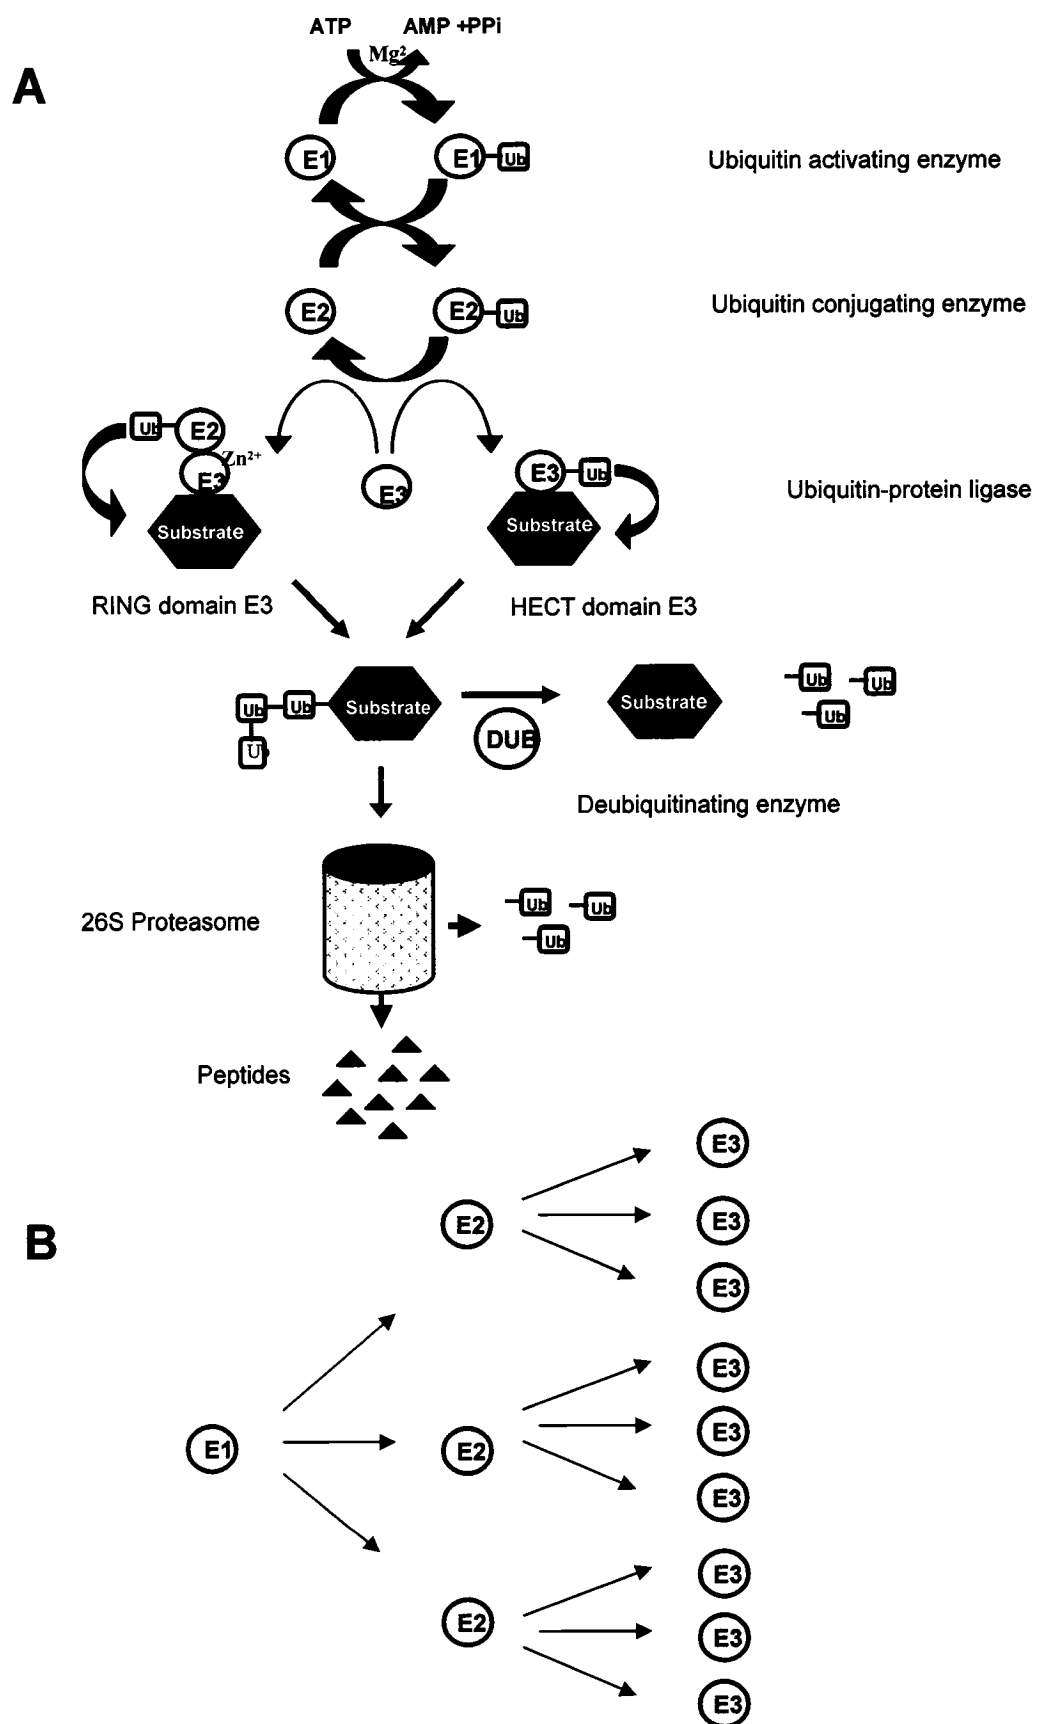 ATP AMP +PPi
Mg²
A
E1 E1 Ub Ubiquitin activating enzyme
E2 E2 Ub Ubiquitin conjugating enzyme
Ub E2
Zn²⁺
E3 E3 E3 Ub Ubiquitin-protein ligase
Substrate Substrate
RING domain E3 HECT domain E3
Ub Ub Substrate Substrate Ub Ub Ub
U DUB
Deubiquitinating enzyme
26S Proteasome Ub Ub Ub
Peptides
E3
B E2 E3
E3
E3
E1 E2 E3
E3
E3
E2 E3
E3